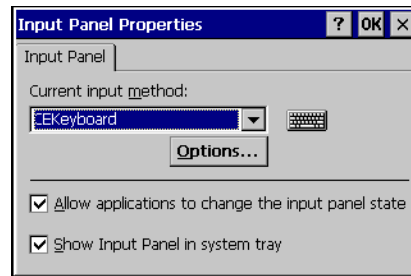 Input Panel Properties ? OK ×
Input Panel
Current input method:
CEKeyboard
Options...
Allow applications to change the input panel state
Show Input Panel in system tray